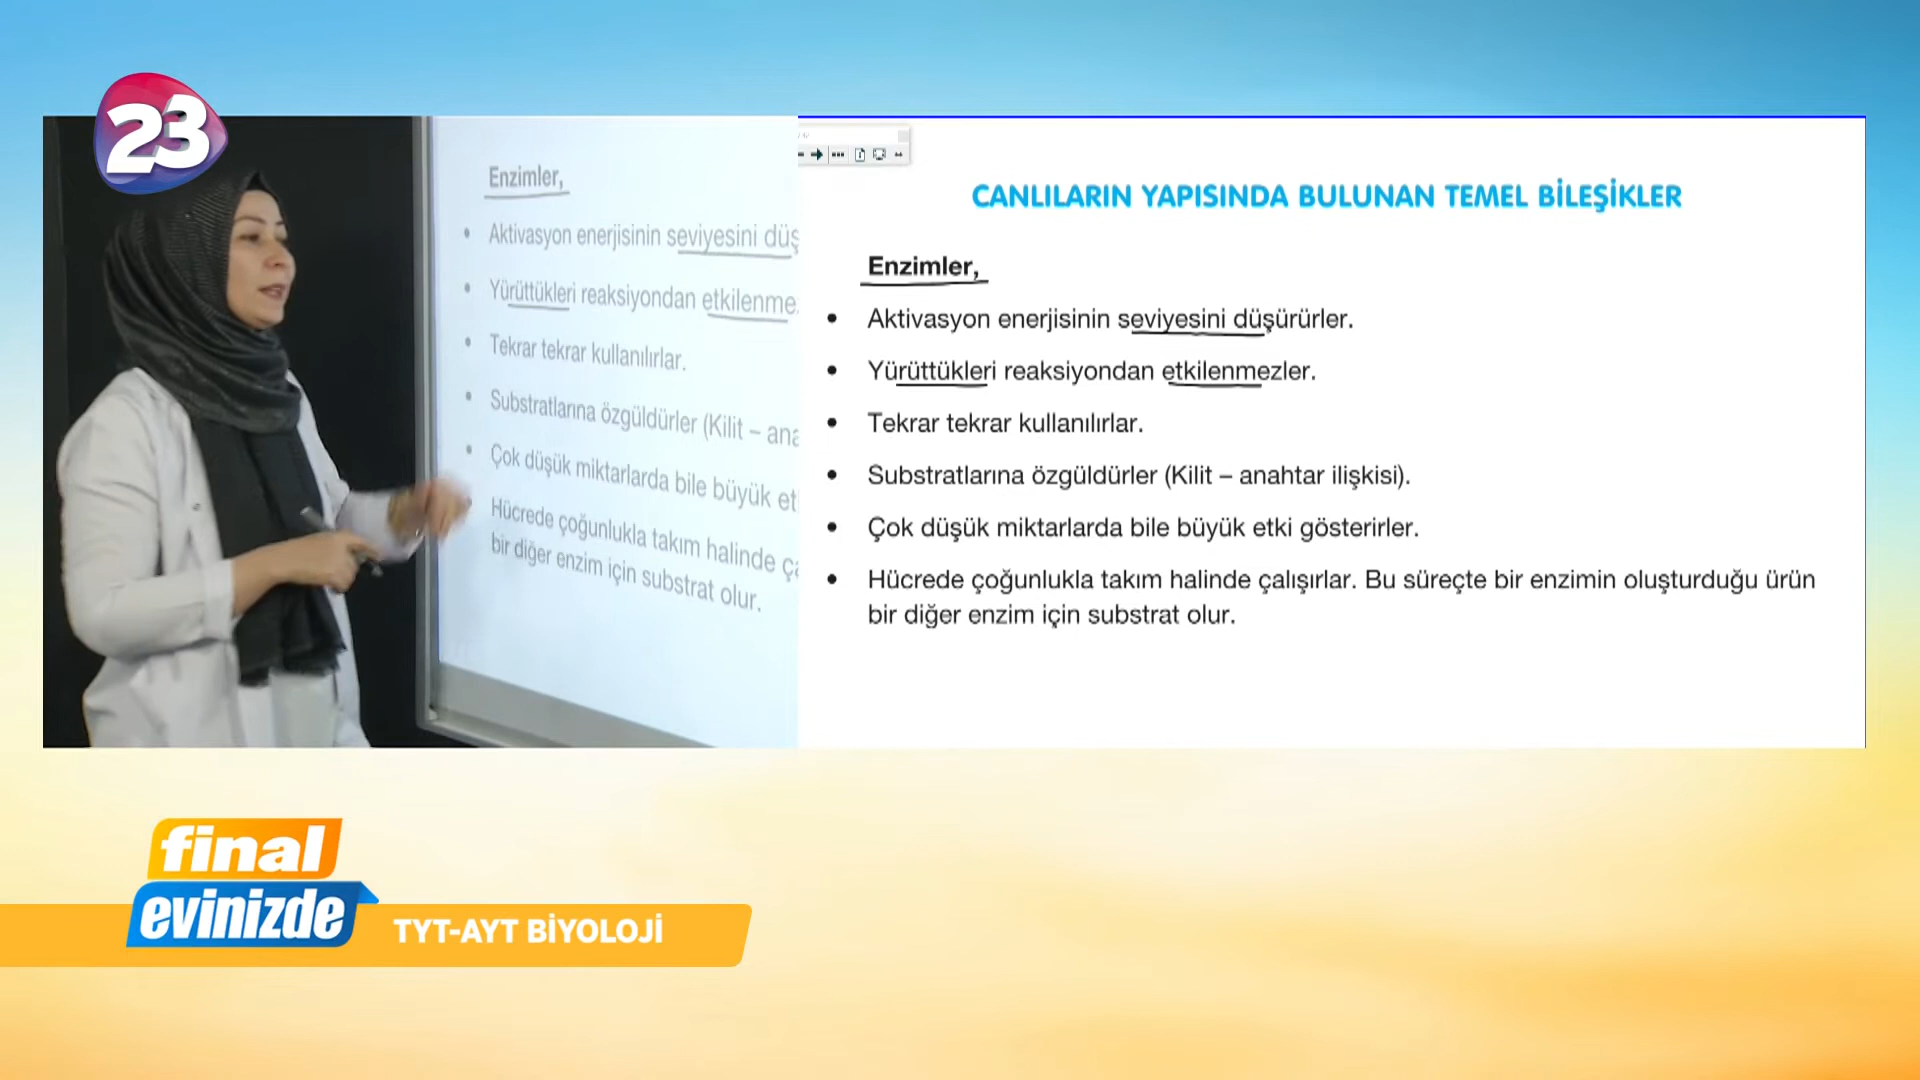 23
Enzimler,
• Aktivasyon enerjisinin seviyesini düş
• Yürüttükleri reaksiyondan etkilenme
• Tekrar tekrar kullanılırlar.
• Substratlarına özgüldürler (Kilit – ana
• Çok düşük miktarlarda bile büyük et
• Hücrede çoğunlukla takım halinde ça
bir diğer enzim için substrat olur.
CANLILARIN YAPISINDA BULUNAN TEMEL BİLEŞİKLER
Enzimler,
• Aktivasyon enerjisinin seviyesini düşürürler.
• Yürüttükleri reaksiyondan etkilenmezler.
• Tekrar tekrar kullanılırlar.
• Substratlarına özgüldürler (Kilit – anahtar ilişkisi).
• Çok düşük miktarlarda bile büyük etki gösterirler.
• Hücrede çoğunlukla takım halinde çalışırlar. Bu süreçte bir enzimin oluşturduğu ürün
bir diğer enzim için substrat olur.
final
evinizde
TYT-AYT BİYOLOJİ